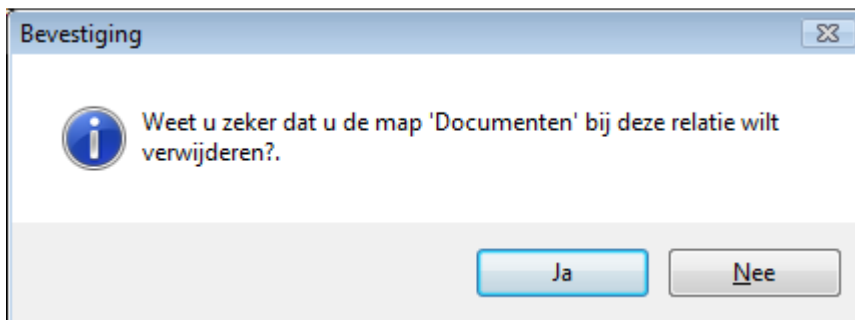 Bevestiging
Weet u zeker dat u de map 'Documenten' bij deze relatie wilt
verwijderen?.
Ja
Nee